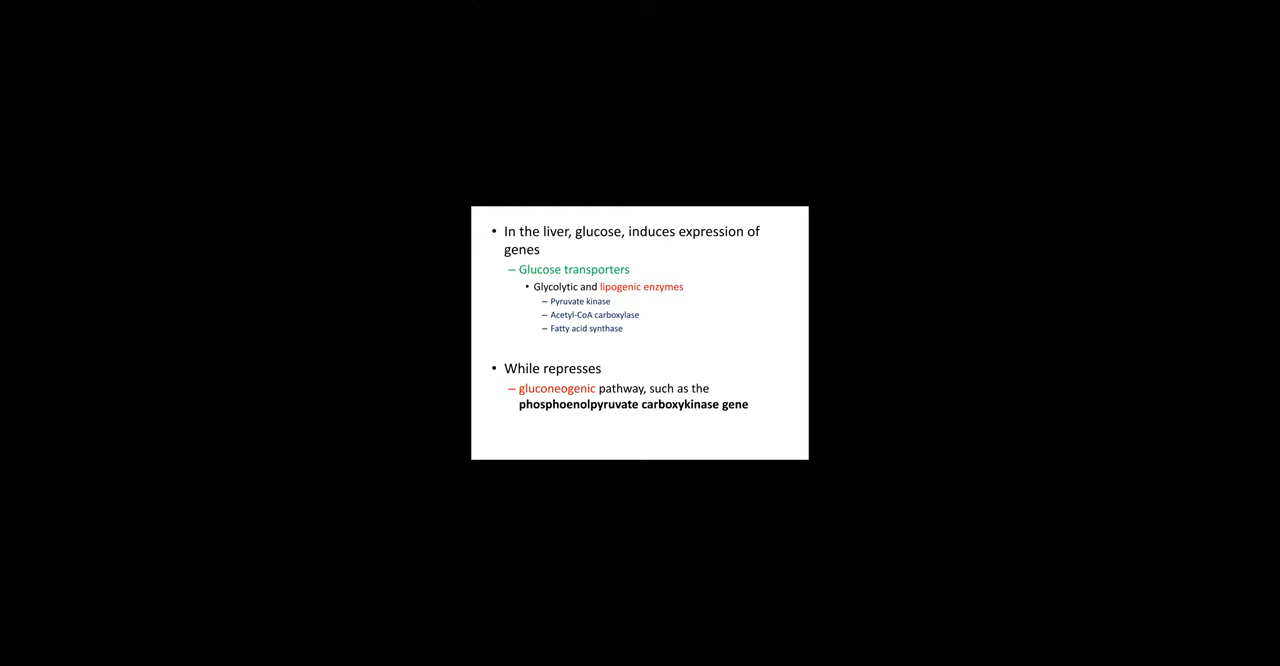 • In the liver, glucose, induces expression of
genes
– Glucose transporters
• Glycolytic and lipogenic enzymes
– Pyruvate kinase
– Acetyl-CoA carboxylase
– Fatty acid synthase
• While represses
– gluconeogenic pathway, such as the
phosphoenolpyruvate carboxykinase gene